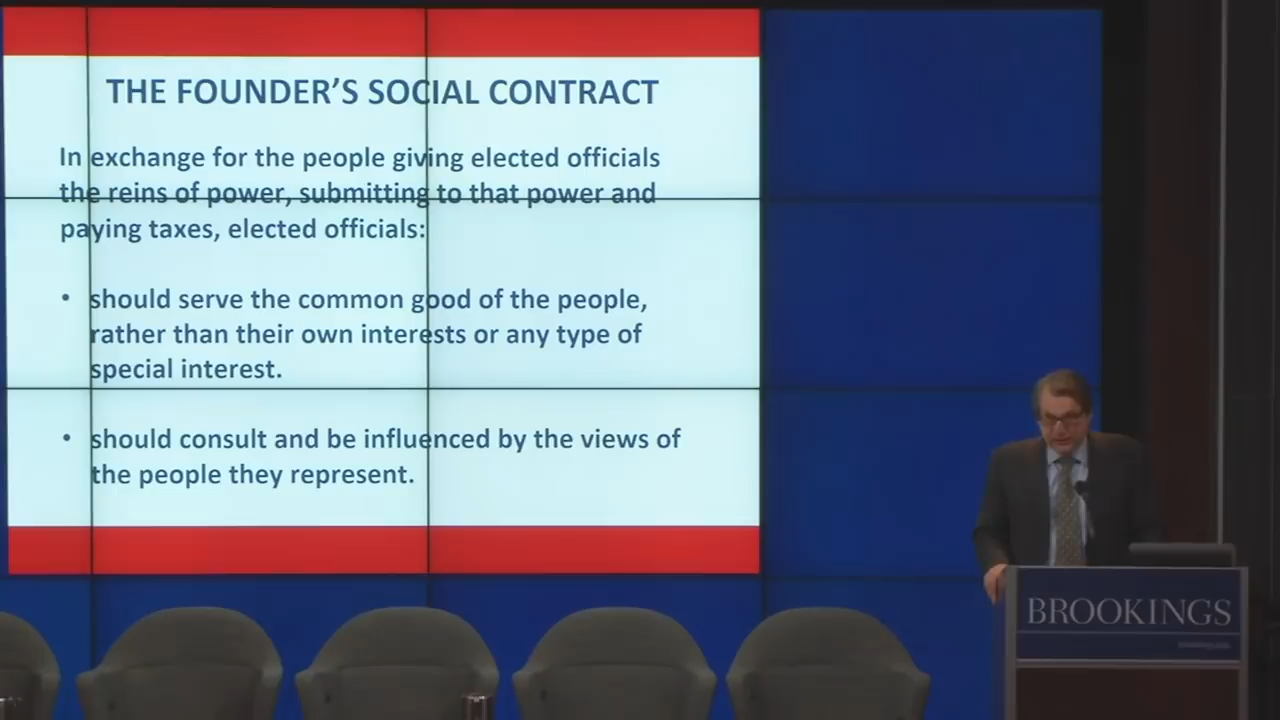 THE FOUNDER'S SOCIAL CONTRACT
In exchange for the people giving elected officials
the reins of power, submitting to that power and
paying taxes, elected officials:
• should serve the common good of the people,
rather than their own interests or any type of
special interest.
• should consult and be influenced by the views of
the people they represent.
BROOKINGS